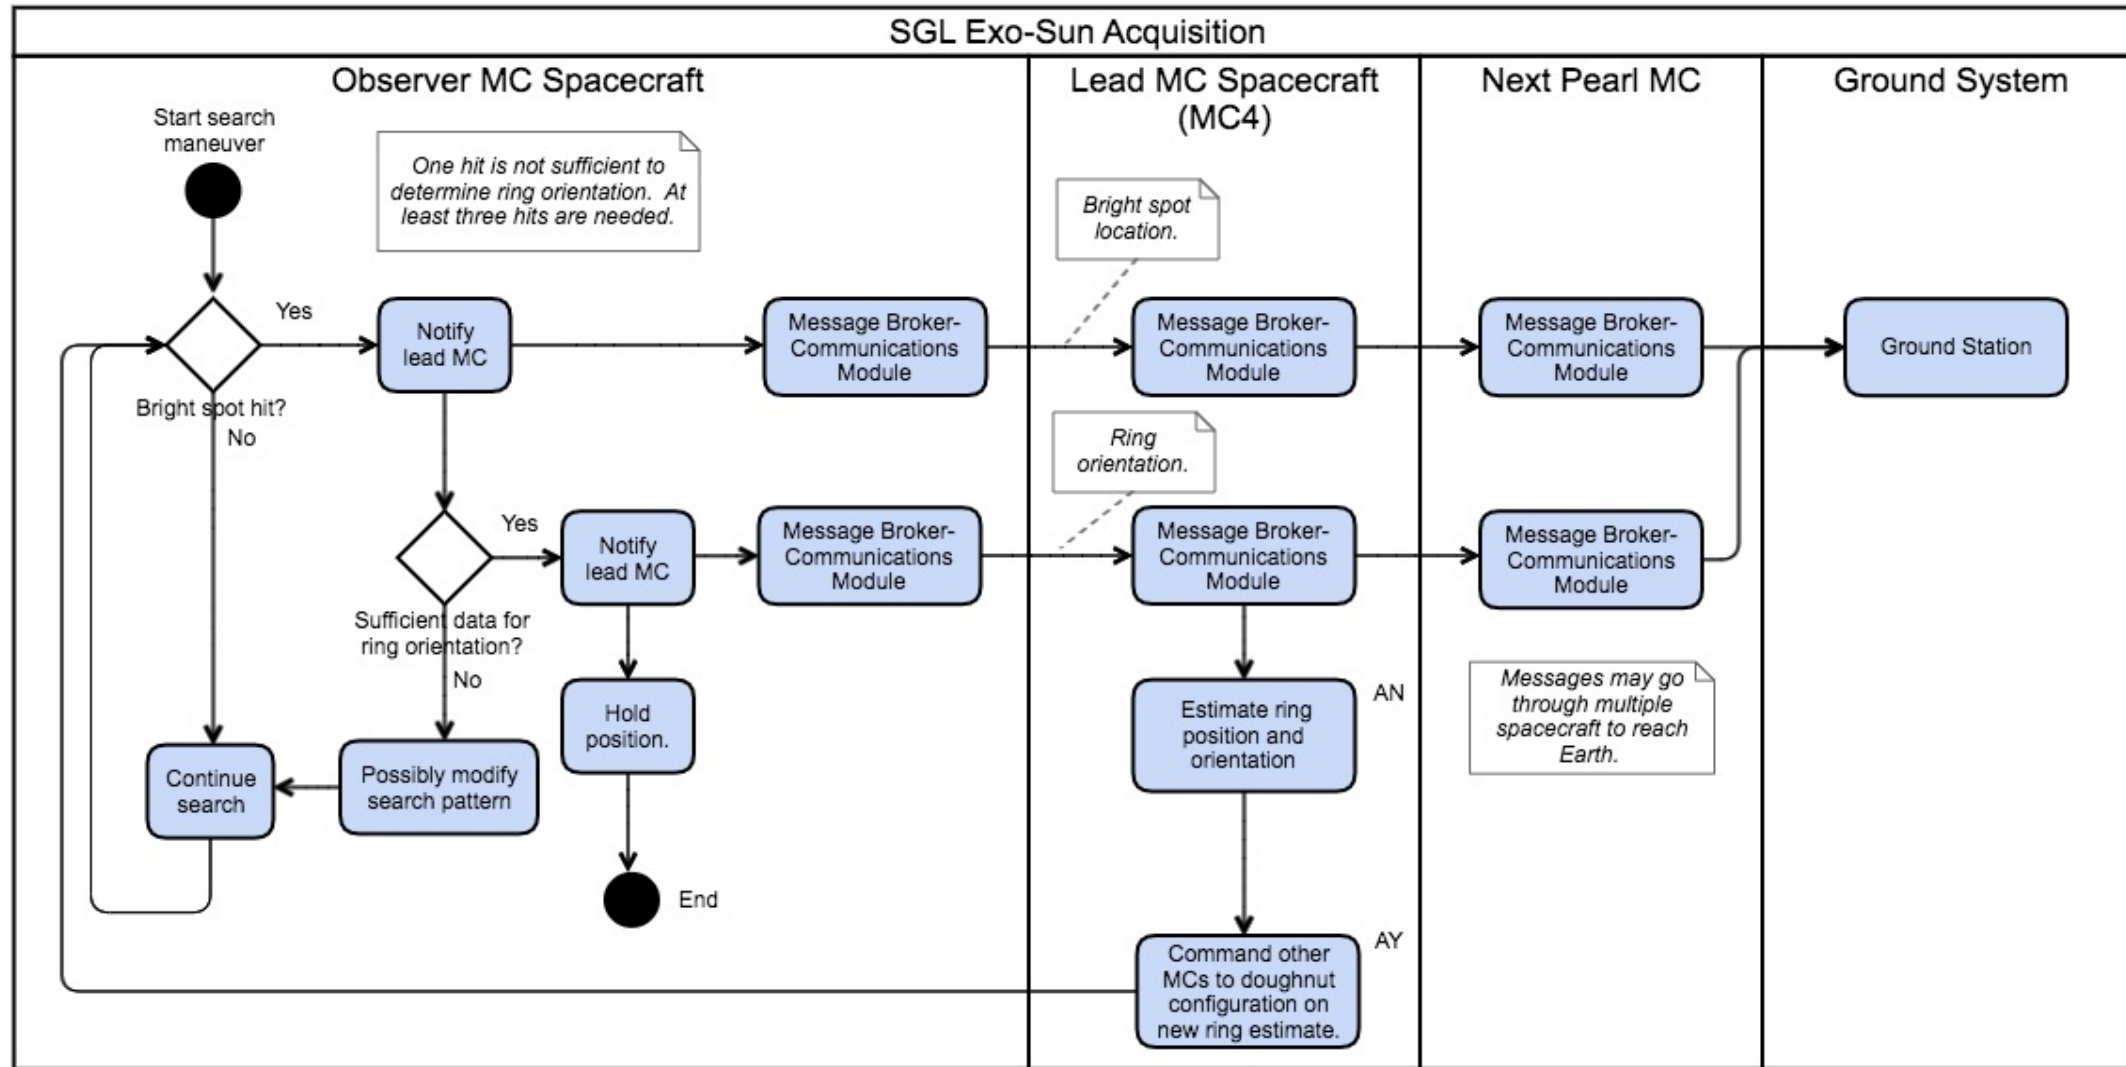 SGL Exo-Sun Acquisition
Observer MC Spacecraft
Lead MC Spacecraft
(MC4)
Next Pearl MC
Ground System
Start search
maneuver
One hit is not sufficient to
determine ring orientation.  At
least three hits are needed.
Bright spot
location.
Yes
Notify
lead MC
Message Broker-
Communications
Module
Message Broker-
Communications
Module
Message Broker-
Communications
Module
Ground Station
Bright spot hit?
No
Ring
orientation.
Yes
Notify
lead MC
Message Broker-
Communications
Module
Message Broker-
Communications
Module
Message Broker-
Communications
Module
Sufficient data for
ring orientation?
No
Hold
position.
Estimate ring
position and
orientation
AN
Messages may go
through multiple
spacecraft to reach
Earth.
Continue
search
Possibly modify
search pattern
End
Command other
MCs to doughnut
configuration on
new ring estimate.
AY